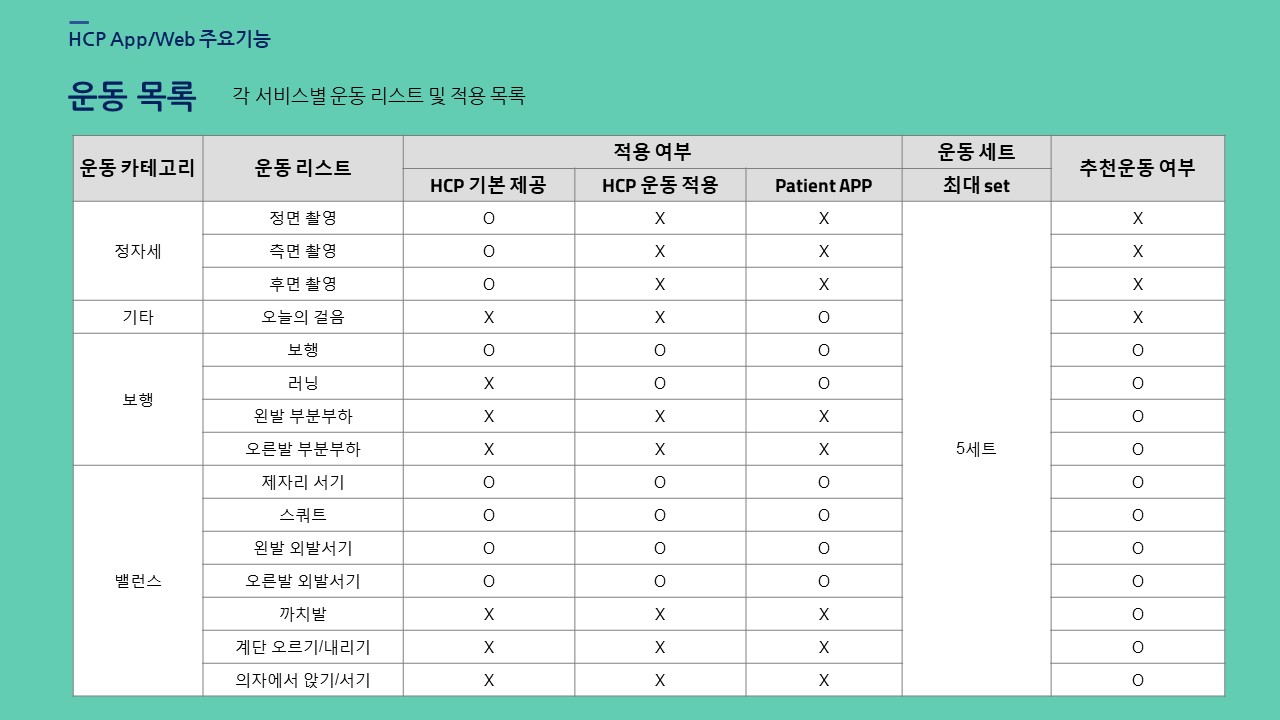 HCP App/Web 주요기능
운동 목록 각 서비스별 운동 리스트 및 적용 목록
운동 카테고리 운동 리스트 적용 여부 운동 세트 추천운동 여부
HCP 기본 제공 HCP 운동 적용 Patient APP 최대 set
정자세 정면 촬영 O X X X
측면 촬영 O X X X
후면 촬영 O X X X
기타 오늘의 걸음 X X O X
보행 보행 O O O O
러닝 X O O O
왼발 부분부하 X X X O
오른발 부분부하 X X X 5세트 O
밸런스 제자리 서기 O O O O
스쿼트 O O O O
왼발 외발서기 O O O O
오른발 외발서기 O O O O
까치발 X X X O
계단 오르기/내리기 X X X O
의자에서 앉기/서기 X X X O